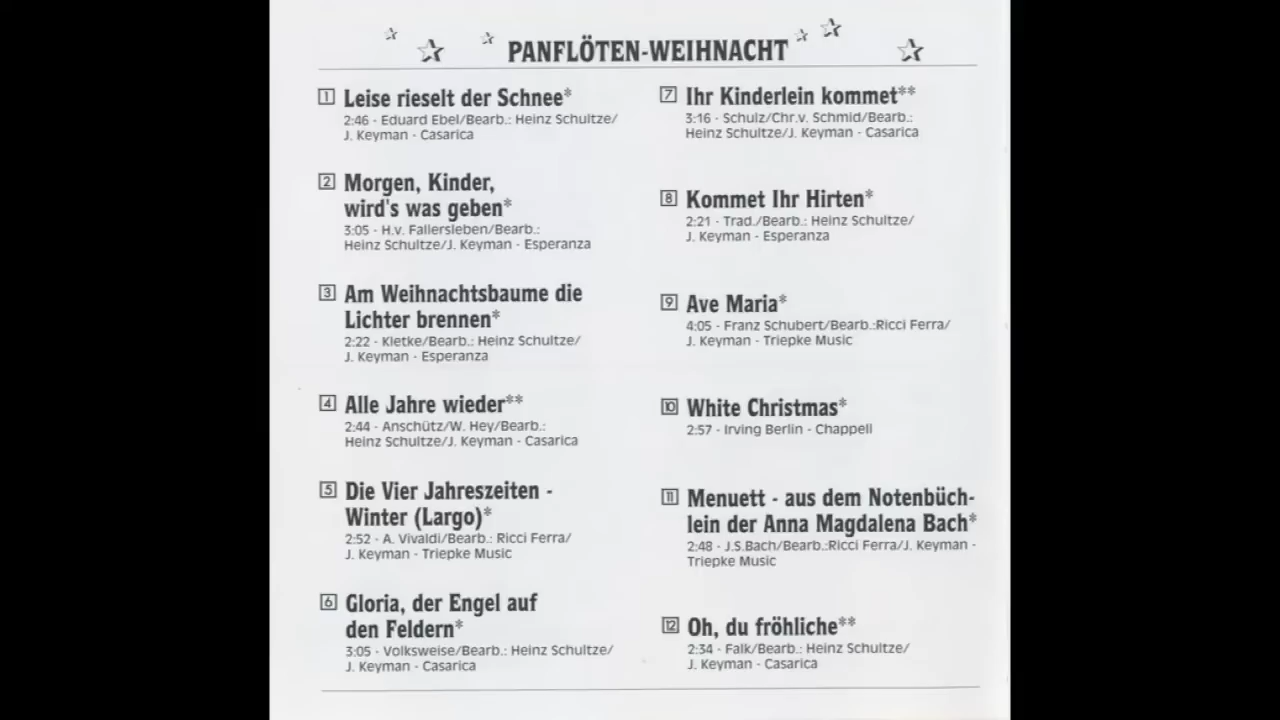 PANFLÖTEN-WEIHNACHT
1 Leise rieselt der Schnee*
2:46 - Eduard Ebel/Bearb.: Heinz Schultze/
J. Keyman - Casarica
2 Morgen, Kinder,
wird's was geben*
3:05 - H.v. Fallersleben/Bearb.:
Heinz Schultze/J. Keyman - Esperanza
3 Am Weihnachtsbaume die
Lichter brennen*
2:22 - Kletke/Bearb.: Heinz Schultze/
J. Keyman - Esperanza
4 Alle Jahre wieder**
2:44 - Anschütz/W. Hey/Bearb.:
Heinz Schultze/J. Keyman - Casarica
5 Die Vier Jahreszeiten -
Winter (Largo)*
2:52 - A. Vivaldi/Bearb.: Ricci Ferra/
J. Keyman - Triepke Music
6 Gloria, der Engel auf
den Feldern*
3:05 - Volksweise/Bearb.: Heinz Schultze/
J. Keyman - Casarica
7 Ihr Kinderlein kommet**
3:16 - Schulz/Chr.v. Schmid/Bearb.:
Heinz Schultze/J. Keyman - Casarica
8 Kommet Ihr Hirten*
2:21 - Trad./Bearb.: Heinz Schultze/
J. Keyman - Esperanza
9 Ave Maria*
4:05 - Franz Schubert/Bearb.:Ricci Ferra/
J. Keyman - Triepke Music
10 White Christmas*
2:57 - Irving Berlin - Chappell
11 Menuett - aus dem Notenbüch-
lein der Anna Magdalena Bach*
2:48 - J.S.Bach/Bearb.:Ricci Ferra/J. Keyman -
Triepke Music
12 Oh, du fröhliche**
2:34 - Falk/Bearb.: Heinz Schultze/
J. Keyman - Casarica